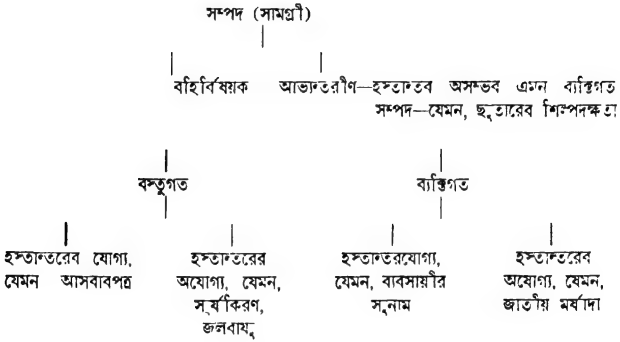 সম্পদ (সামগ্রী)
বহির্বিষয়ক আভ্যন্তরীণ—হস্তান্তব অসম্ভব এমন ব্যক্তিগত
সম্পদ—যেমন, ছুতারেব শিল্পদক্ষতা
বস্তুগত ব্যক্তিগত
হস্তান্তরেব যোগ্য, হস্তান্তরের হস্তান্তরযোগ্য, হস্তান্তরেব
যেমন আসবাবপত্র অযোগ্য, যেমন, যেমন, ব্যবসায়ীর অযোগ্য, যেমন,
সূর্যকিরণ, সুনাম জাতীয় মর্যাদা
জলবায়ু